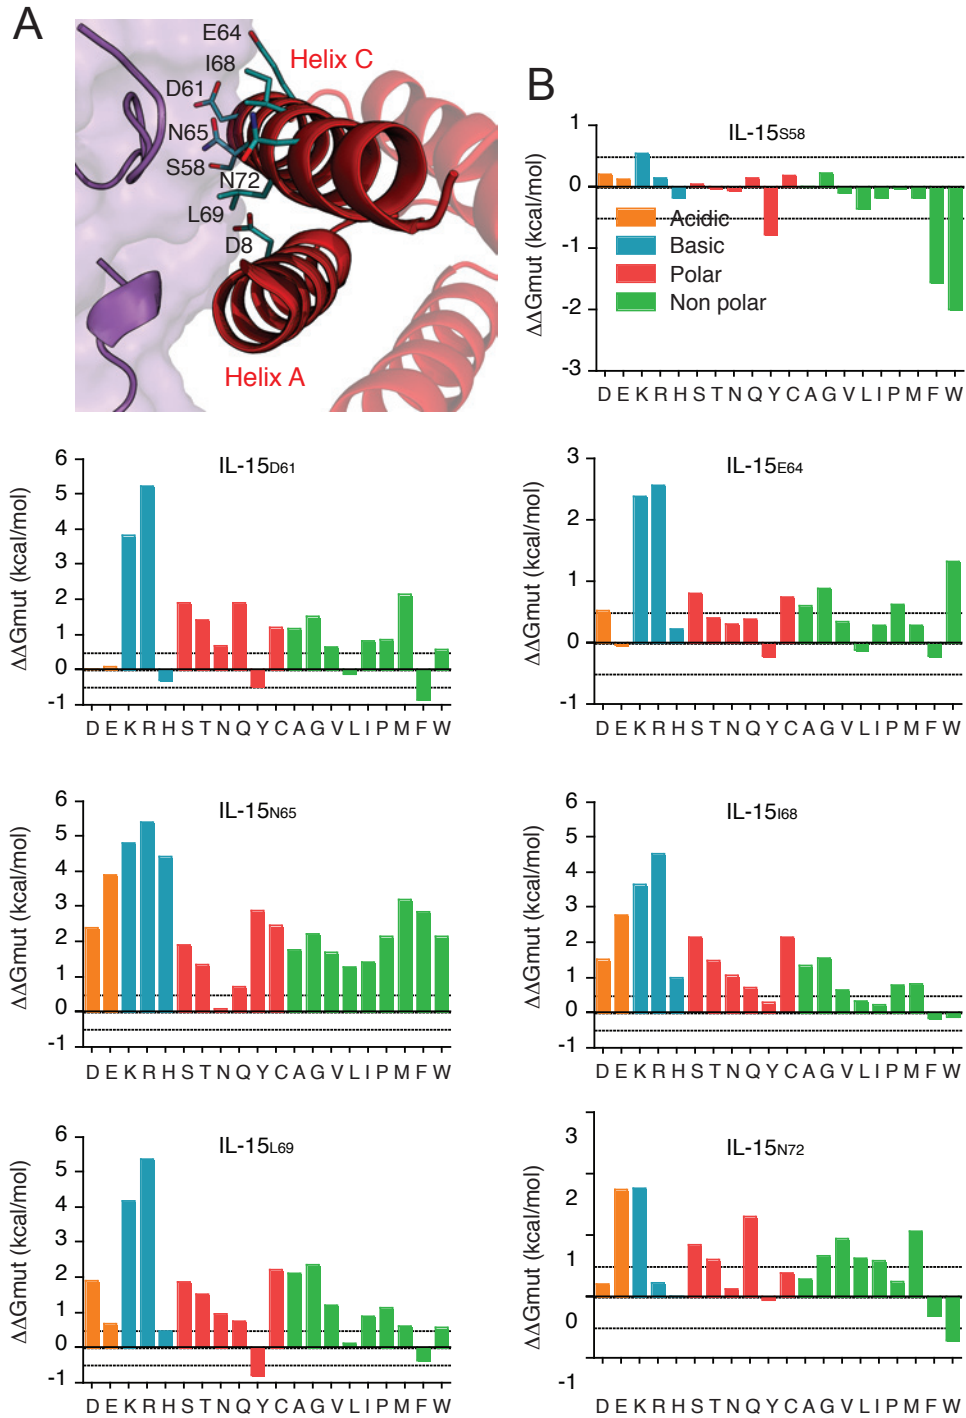 A
E64
I68
Helix C
D61
N65
S58
N72
L69
D8
Helix A
B
IL-15S58
ΔΔGmut (kcal/mol)
1
0
-1
-2
-3
Acidic
Basic
Polar
Non polar
D E K R H S T N Q Y C A G V L I P M F W
IL-15D61
ΔΔGmut (kcal/mol)
6
5
4
3
2
1
0
-1
D E K R H S T N Q Y C A G V L I P M F W
IL-15E64
ΔΔGmut (kcal/mol)
3
2
1
0
-1
D E K R H S T N Q Y C A G V L I P M F W
IL-15N65
ΔΔGmut (kcal/mol)
6
5
4
3
2
1
0
-1
D E K R H S T N Q Y C A G V L I P M F W
IL-15I68
ΔΔGmut (kcal/mol)
6
5
4
3
2
1
0
-1
D E K R H S T N Q Y C A G V L I P M F W
IL-15L69
ΔΔGmut (kcal/mol)
6
5
4
3
2
1
0
-1
D E K R H S T N Q Y C A G V L I P M F W
IL-15N72
ΔΔGmut (kcal/mol)
3
2
1
0
-1
D E K R H S T N Q Y C A G V L I P M F W